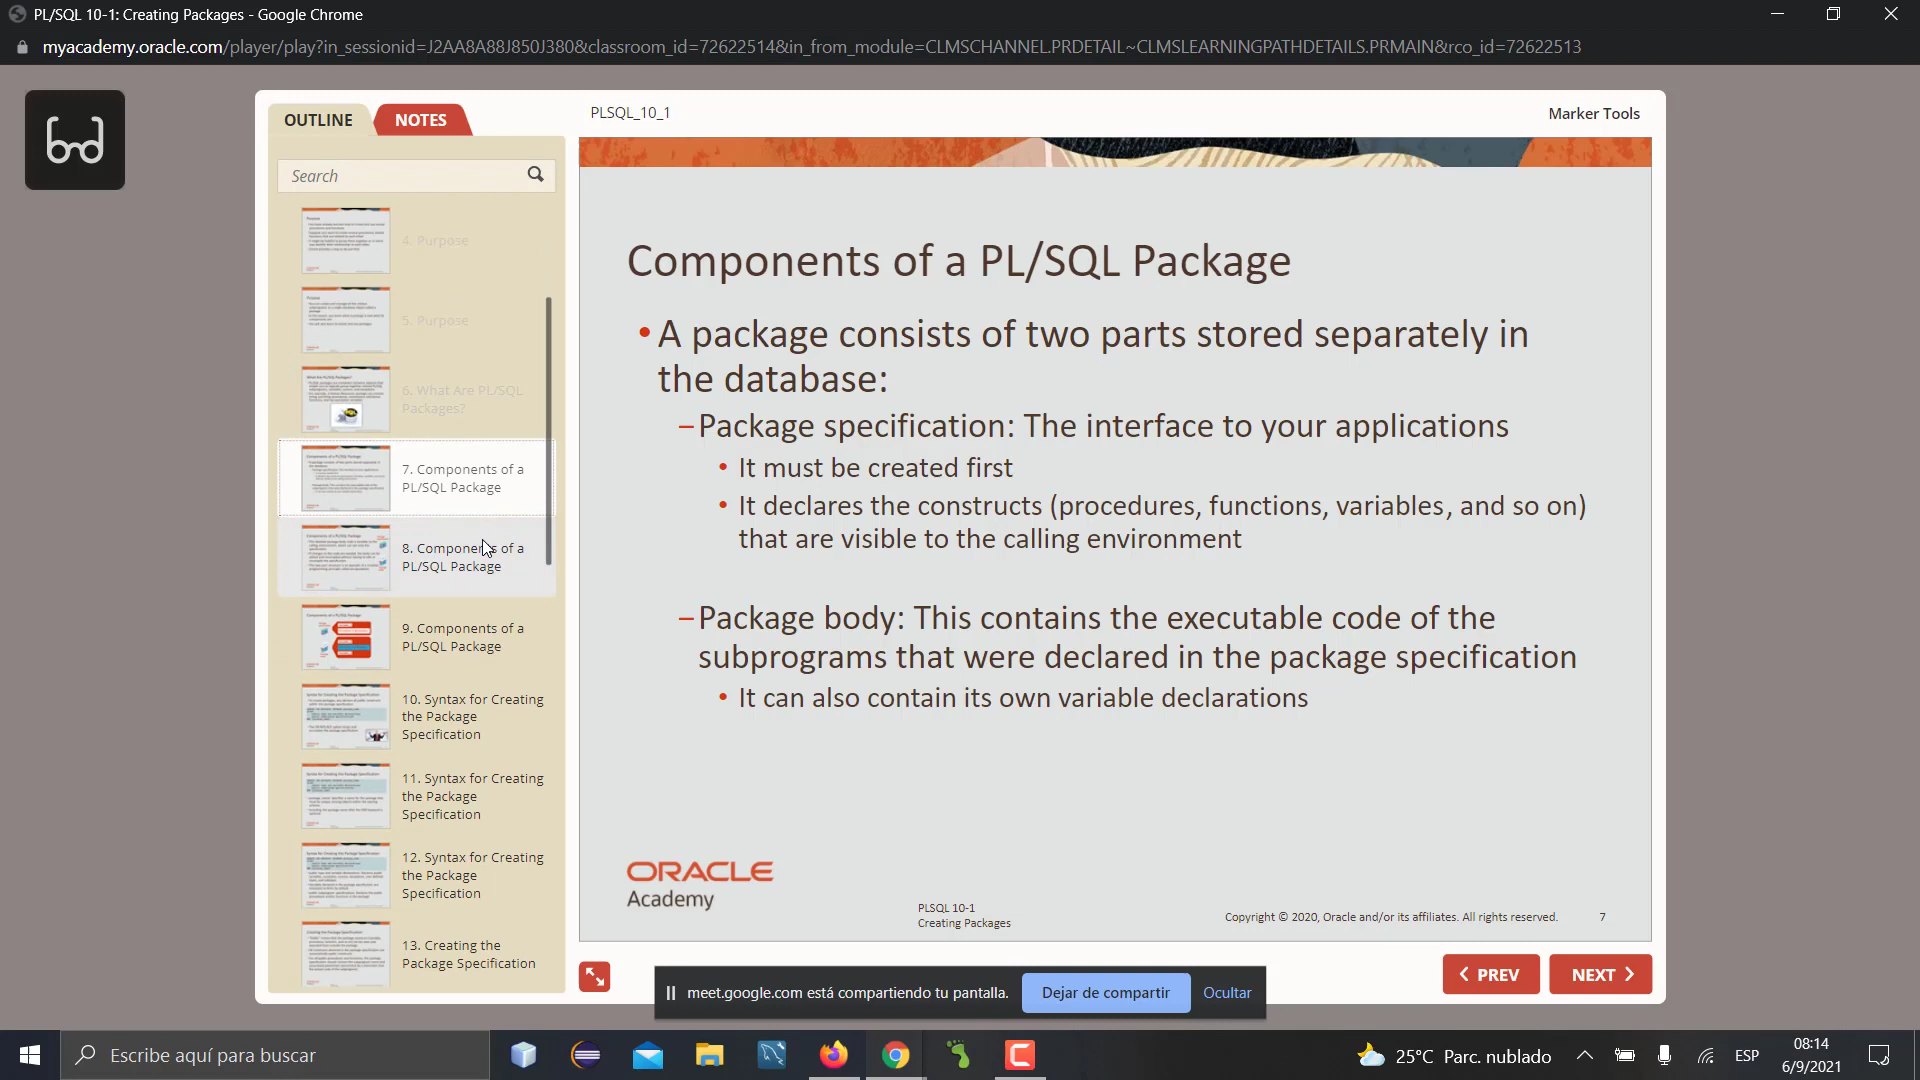 PL/SQL 10-1: Creating Packages - Google Chrome
myacademy.oracle.com/player/play?in_sessionid=J2AA8A88J850J380&classroom_id=72622514&in_from_module=CLMSCHANNEL.PRDETAIL~CLMSLEARNINGPATHDETAILS.PRMAIN&rco_id=72622513
OUTLINE
NOTES
PLSQL_10_1
Marker Tools
Search
4. Purpose
5. Purpose
6. What Are PL/SQL
Packages?
7. Components of a
PL/SQL Package
8. Components of a
PL/SQL Package
9. Components of a
PL/SQL Package
10. Syntax for Creating
the Package
Specification
11. Syntax for Creating
the Package
Specification
12. Syntax for Creating
the Package
Specification
13. Creating the
Package Specification
Components of a PL/SQL Package
• A package consists of two parts stored separately in
the database:
–Package specification: The interface to your applications
• It must be created first
• It declares the constructs (procedures, functions, variables, and so on)
that are visible to the calling environment
–Package body: This contains the executable code of the
subprograms that were declared in the package specification
• It can also contain its own variable declarations
ORACLE
Academy
PLSQL 10-1
Creating Packages
Copyright © 2020, Oracle and/or its affiliates. All rights reserved.
7
PREV
NEXT
meet.google.com está compartiendo tu pantalla.
Dejar de compartir
Ocultar
Escribe aquí para buscar
25°C Parc. nublado
ESP
08:14
6/9/2021